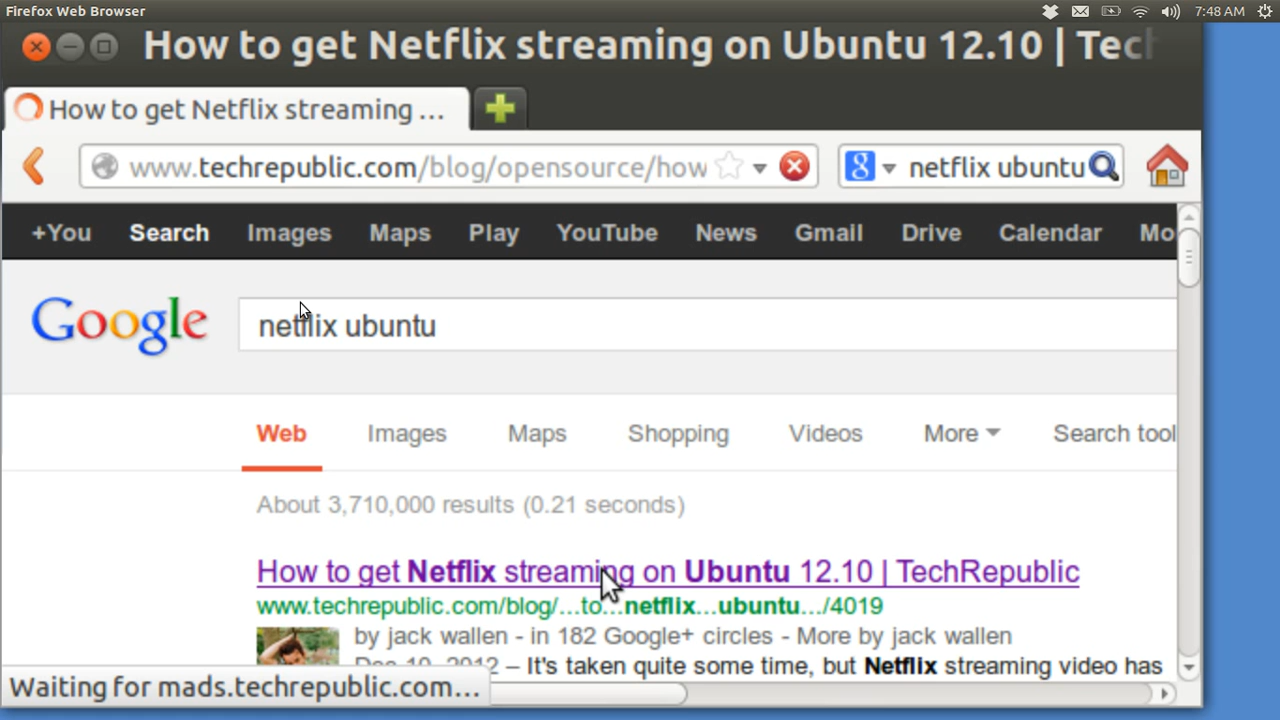 Firefox Web Browser
7:48 AM
How to get Netflix streaming on Ubuntu 12.10 | Tech
How to get Netflix streaming ...
www.techrepublic.com/blog/opensource/how
netflix ubuntu
+You Search Images Maps Play YouTube News Gmail Drive Calendar Mo
Google
netflix ubuntu
Web Images Maps Shopping Videos More Search tool
About 3,710,000 results (0.21 seconds)
How to get Netflix streaming on Ubuntu 12.10 | TechRepublic
www.techrepublic.com/blog/...to...netflix...ubuntu.../4019
by jack wallen - in 182 Google+ circles - More by jack wallen
Dec 10, 2012 – It's taken quite some time, but Netflix streaming video has
Waiting for mads.techrepublic.com...